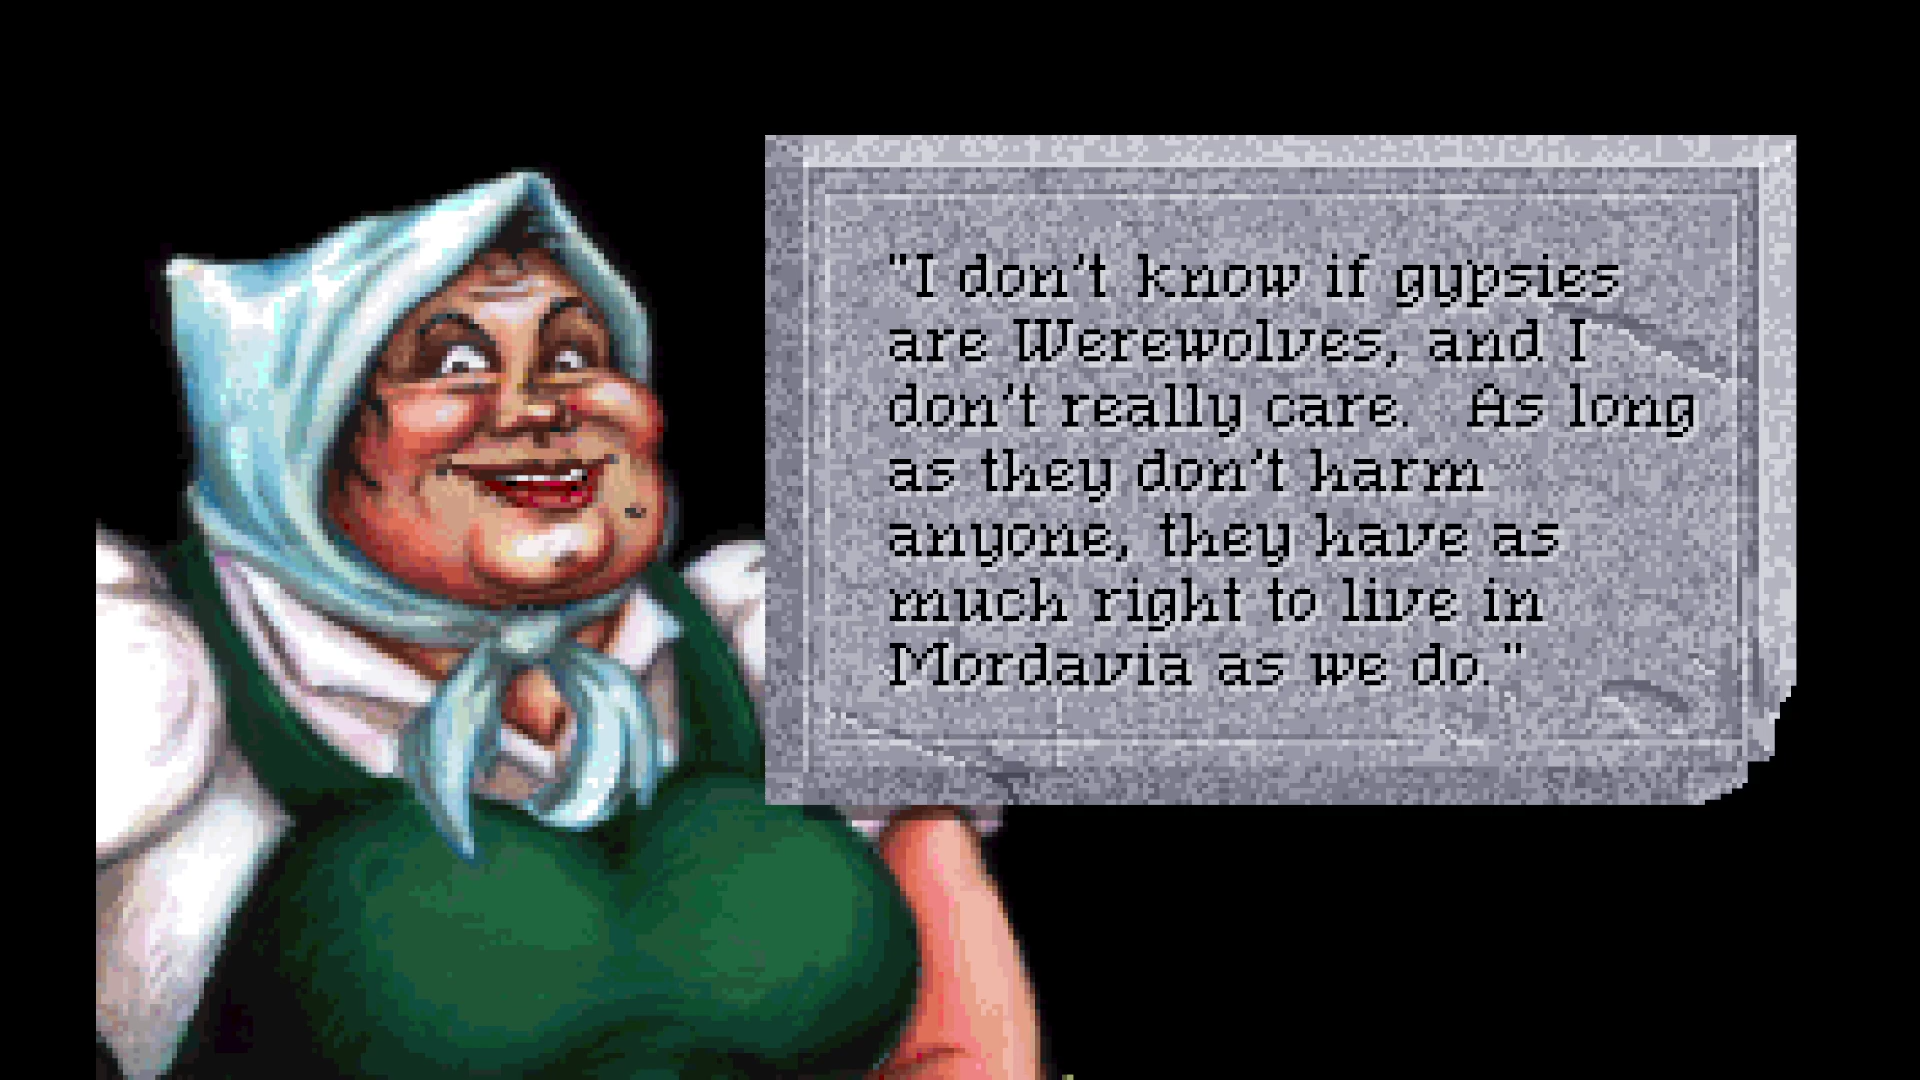 "I don't know if gypsies
are Werewolves, and I
don't really care.  As long
as they don't harm
anyone, they have as
much right to live in
Mordavia as we do."